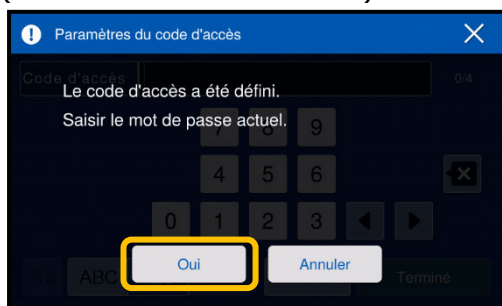 Paramètres du code d'accès
Code d'accès
0/4
Le code d'accès a été défini.
Saisir le mot de passe actuel.
7 8 9
4 5 6
0 1 2 3
Oui
Annuler
Aa
ABC
Terminé